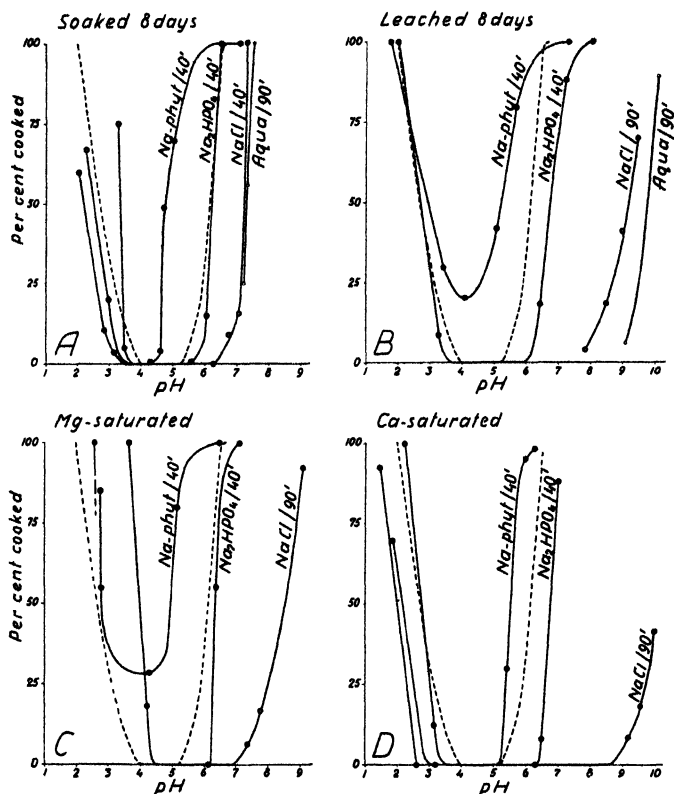 Soaked 8 days
Per cent cooked
100
75
50
25
0
Na-phyt/40'
Na₂HPO₄/40'
NaCl/40'
Aqua/90'
A
1 2 3 4 5 6 7 8 9
pH
Leached 8 days
100
75
50
25
0
Na-phyt/40'
Na₂HPO₄/40'
NaCl/90'
Aqua/90'
B
1 2 3 4 5 6 7 8 9 10
pH
Mg-saturated
Per cent cooked
100
75
50
25
0
Na-phyt/40'
Na₂HPO₄/40'
NaCl/90'
C
1 2 3 4 5 6 7 8 9
pH
Ca-saturated
100
75
50
25
0
Na-phyt/40'
Na₂HPO₄/40'
NaCl/90'
D
1 2 3 4 5 6 7 8 9 10
pH